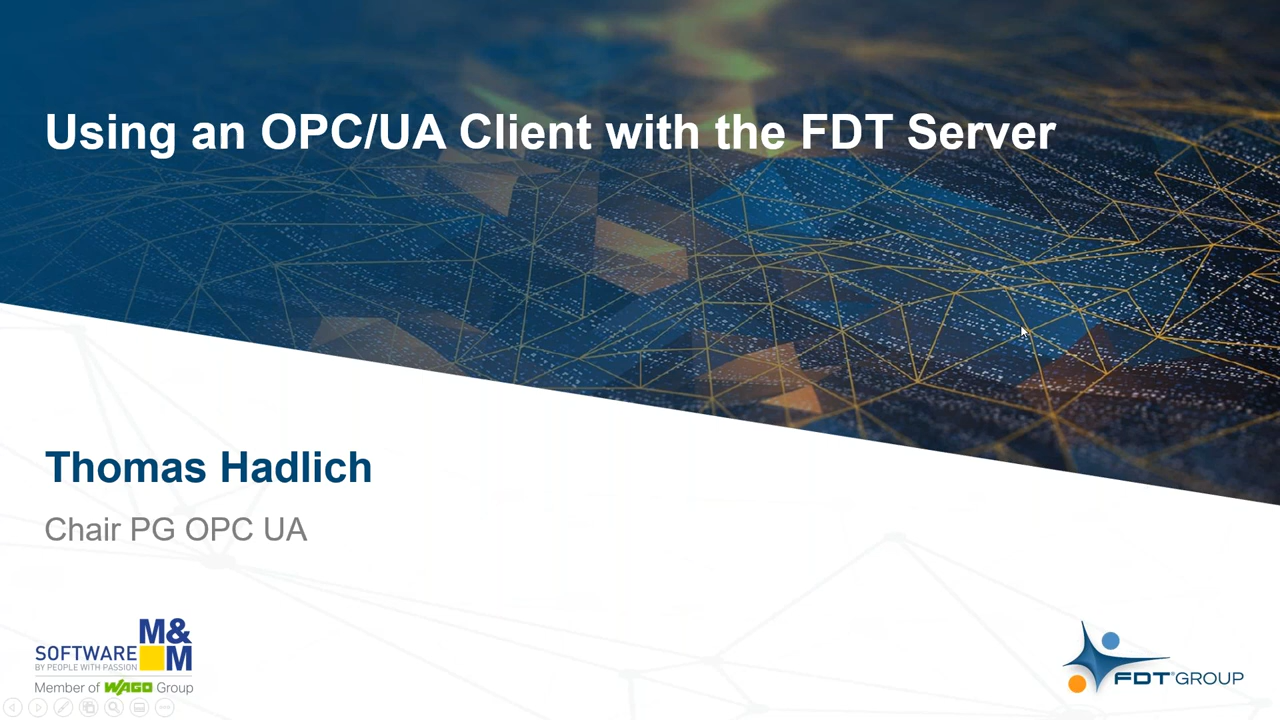 Using an OPC/UA Client with the FDT Server
Thomas Hadlich
Chair PG OPC UA
M&
SOFTWARE M
BY PEOPLE WITH PASSION
Member of WAGO Group
FDT® GROUP